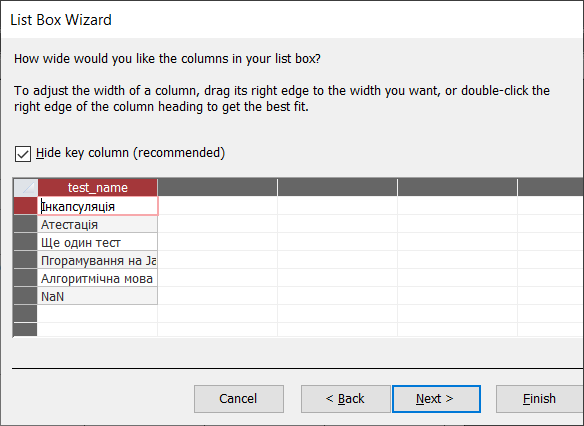 List Box Wizard
How wide would you like the columns in your list box?
To adjust the width of a column, drag its right edge to the width you want, or double-click the
right edge of the column heading to get the best fit.
Hide key column (recommended)
test_name
Інкапсуляція
Атестація
Ще один тест
Пгорамування на Ja
Алгоритмічна мова
NaN
Cancel
< Back
Next >
Finish